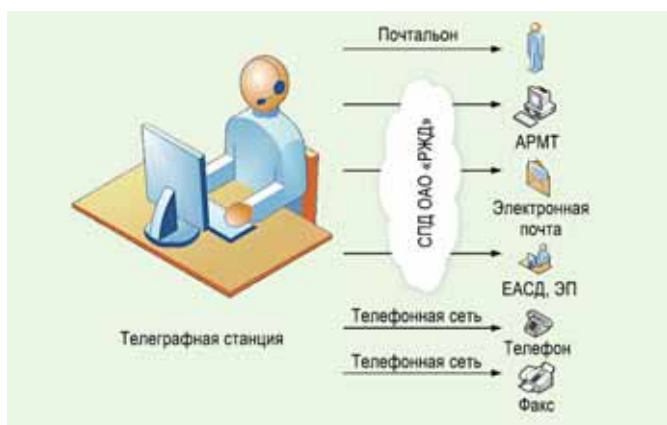 Почтальон
АРМТ
СПД ОАО «РЖД»
Электронная
почта
ЕАСД, ЭП
Телефонная сеть
Телефон
Телеграфная станция
Телефонная сеть
Факс